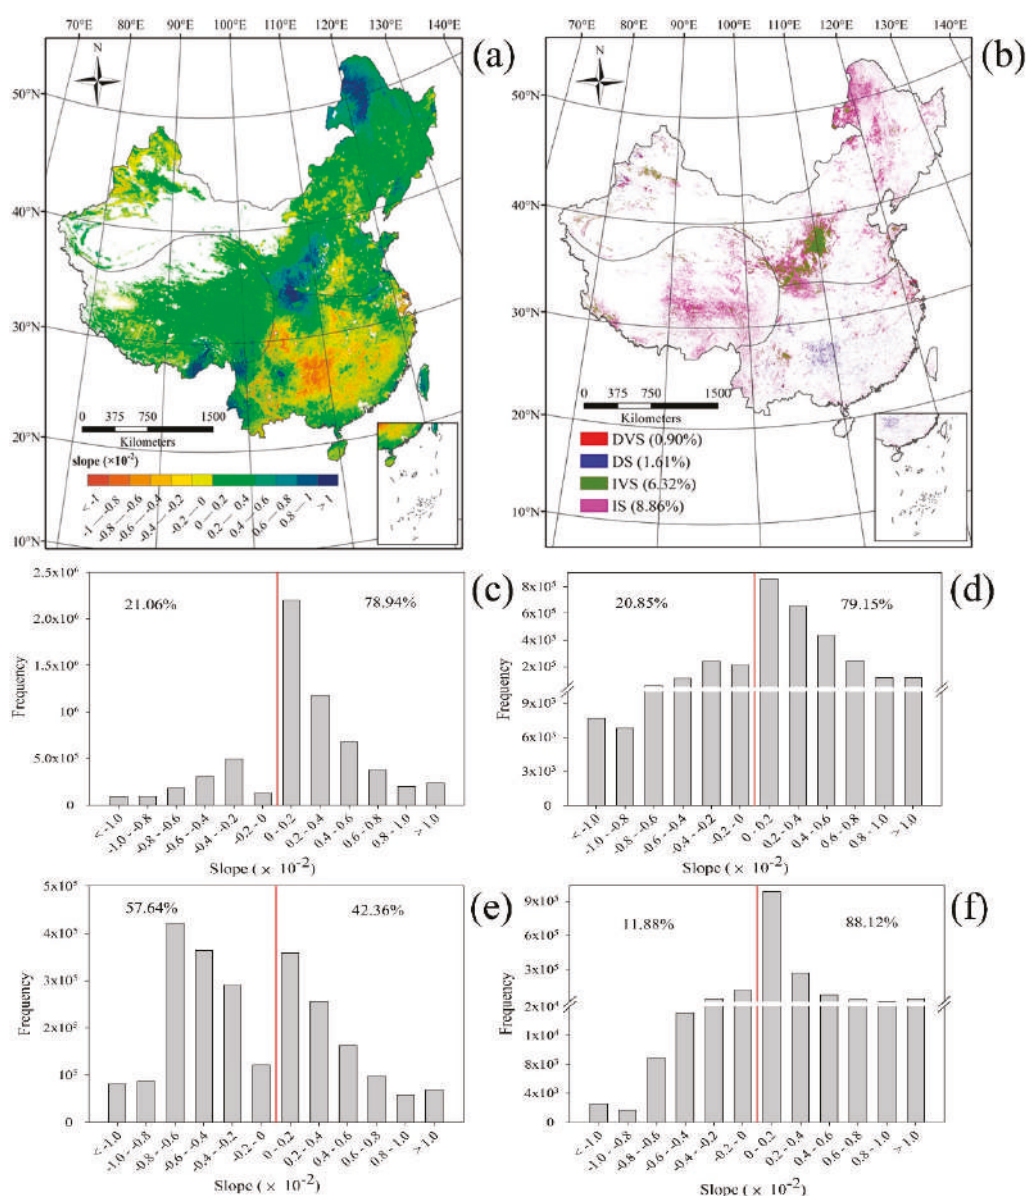 70°E 80°E 90°E 100°E 110°E 120°E 130°E 140°E
(a)
N
50°N
40°N
30°N
20°N
10°N
0 375 750 1500
Kilometers
slope (×10⁻²)
< -1
-1 — -0.8
-0.8 — -0.6
-0.6 — -0.4
-0.4 — -0.2
-0.2 — 0
0 — 0.2
0.2 — 0.4
0.4 — 0.6
0.6 — 0.8
0.8 — 1
> 1
80°E 90°E 100°E 110°E 120°E 130°E
70°E 80°E 90°E 100°E 110°E 120°E 130°E 140°E
(b)
N
50°N
40°N
30°N
20°N
10°N
0 375 750 1500
Kilometers
DVS (0.90%)
DS (1.61%)
IVS (6.32%)
IS (8.86%)
80°E 90°E 100°E 110°E 120°E 130°E
(c)
21.06% 78.94%
Frequency
2.5x10⁶
2.0x10⁶
1.5x10⁶
10⁶
5.0x10⁵
0
< -1.0
-1.0 - -0.8
-0.8 - -0.6
-0.6 - -0.4
-0.4 - -0.2
-0.2 - 0
0 - 0.2
0.2 - 0.4
0.4 - 0.6
0.6 - 0.8
0.8 - 1.0
> 1.0
Slope ( × 10⁻²)
(d)
20.85% 79.15%
Frequency
8x10⁵
6x10⁵
4x10⁵
2x10⁵
9x10³
6x10³
3x10³
0
< -1.0
-1.0 - -0.8
-0.8 - -0.6
-0.6 - -0.4
-0.4 - -0.2
-0.2 - 0
0 - 0.2
0.2 - 0.4
0.4 - 0.6
0.6 - 0.8
0.8 - 1.0
> 1.0
Slope ( × 10⁻²)
(e)
57.64% 42.36%
Frequency
5x10⁵
4x10⁵
3x10⁵
2x10⁵
10⁵
0
< -1.0
-1.0 - -0.8
-0.8 - -0.6
-0.6 - -0.4
-0.4 - -0.2
-0.2 - 0
0 - 0.2
0.2 - 0.4
0.4 - 0.6
0.6 - 0.8
0.8 - 1.0
> 1.0
Slope ( × 10⁻²)
(f)
11.88% 88.12%
Frequency
9x10⁵
6x10⁵
3x10⁵
2x10⁴
1x10⁴
8x10³
4x10³
0
< -1.0
-1.0 - -0.8
-0.8 - -0.6
-0.6 - -0.4
-0.4 - -0.2
-0.2 - 0
0 - 0.2
0.2 - 0.4
0.4 - 0.6
0.6 - 0.8
0.8 - 1.0
> 1.0
Slope ( × 10⁻²)